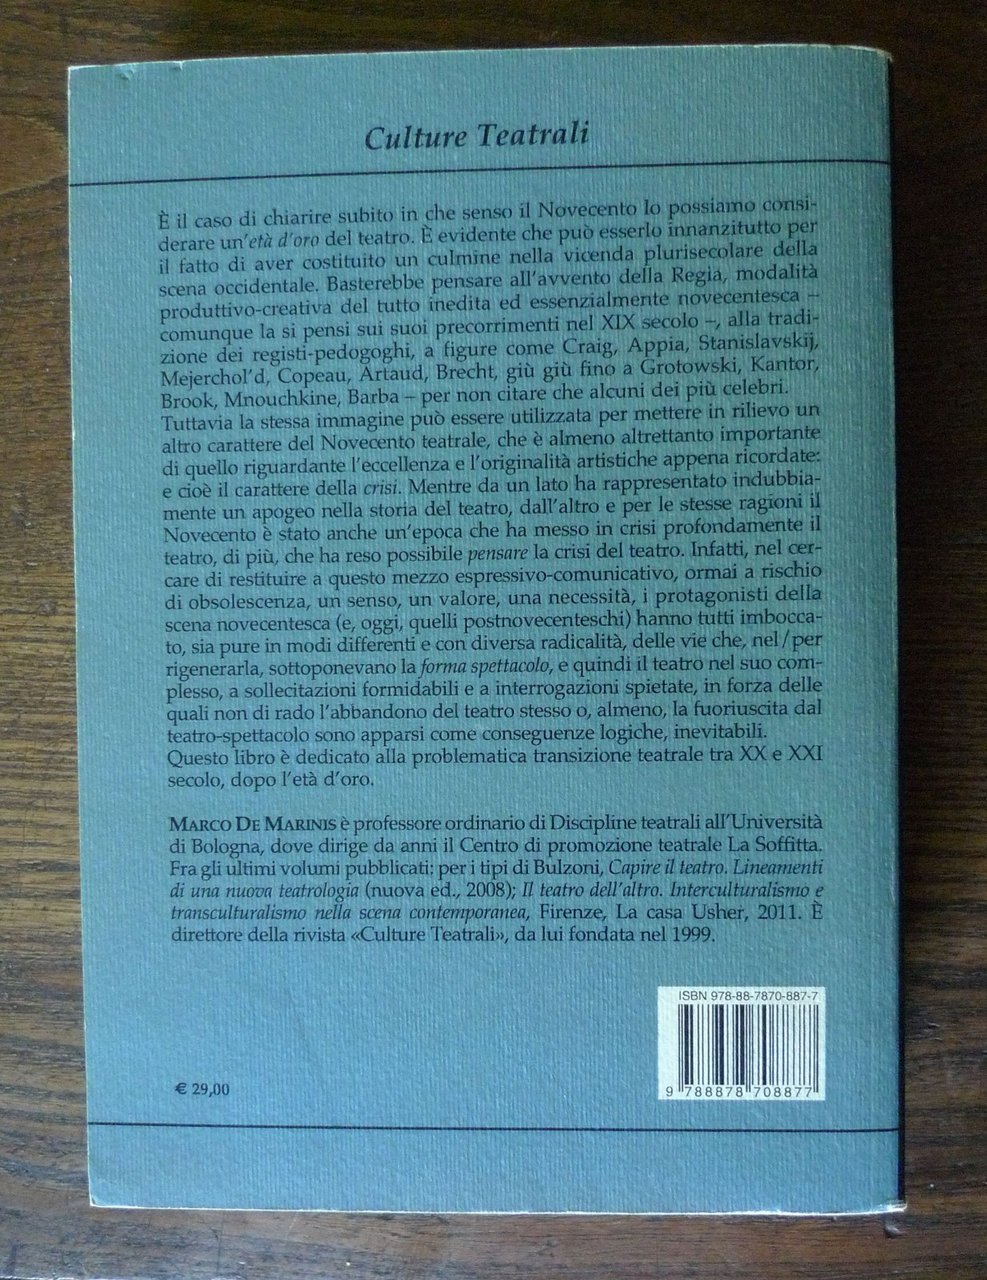 Culture Teatrali
È il caso di chiarire subito in che senso il Novecento lo possiamo consi-
derare un'età d'oro del teatro. È evidente che può esserlo innanzitutto per
il fatto di aver costituito un culmine nella vicenda plurisecolare della
scena occidentale. Basterebbe pensare all'avvento della Regia, modalità
produttivo-creativa del tutto inedita ed essenzialmente novecentesca –
comunque la si pensi sui suoi precorrimenti nel XIX secolo –, alla tradi-
zione dei registi-pedagoghi, a figure come Craig, Appia, Stanislavskij,
Mejerchol'd, Copeau, Artaud, Brecht, giù giù fino a Grotowski, Kantor,
Brook, Mnouchkine, Barba – per non citare che alcuni dei più celebri.
Tuttavia la stessa immagine può essere utilizzata per mettere in rilievo un
altro carattere del Novecento teatrale, che è almeno altrettanto importante
di quello riguardante l'eccellenza e l'originalità artistiche appena ricordate:
e cioè il carattere della crisi. Mentre da un lato ha rappresentato indubbia-
mente un apogeo nella storia del teatro, dall'altro e per le stesse ragioni il
Novecento è stato anche un'epoca che ha messo in crisi profondamente il
teatro, di più, che ha reso possibile pensare la crisi del teatro. Infatti, nel cer-
care di restituire a questo mezzo espressivo-comunicativo, ormai a rischio
di obsolescenza, un senso, un valore, una necessità, i protagonisti della
scena novecentesca (e, oggi, quelli postnovecenteschi) hanno tutti imbocca-
to, sia pure in modi differenti e con diversa radicalità, delle vie che, nel/per
rigenerarla, sottoponevano la forma spettacolo, e quindi il teatro nel suo com-
plesso, a sollecitazioni formidabili e a interrogazioni spietate, in forza delle
quali non di rado l'abbandono del teatro stesso o, almeno, la fuoriuscita dal
teatro-spettacolo sono apparsi come conseguenze logiche, inevitabili.
Questo libro è dedicato alla problematica transizione teatrale tra XX e XXI
secolo, dopo l'età d'oro.
MARCO DE MARINIS è professore ordinario di Discipline teatrali all'Università
di Bologna, dove dirige da anni il Centro di promozione teatrale La Soffitta.
Fra gli ultimi volumi pubblicati: per i tipi di Bulzoni, Capire il teatro. Lineamenti
di una nuova teatrologia (nuova ed., 2008); Il teatro dell'altro. Interculturalismo e
transculturalismo nella scena contemporanea, Firenze, La casa Usher, 2011. È
direttore della rivista «Culture Teatrali», da lui fondata nel 1999.
ISBN 978-88-7870-887-7
9 788878 708877
€ 29,00